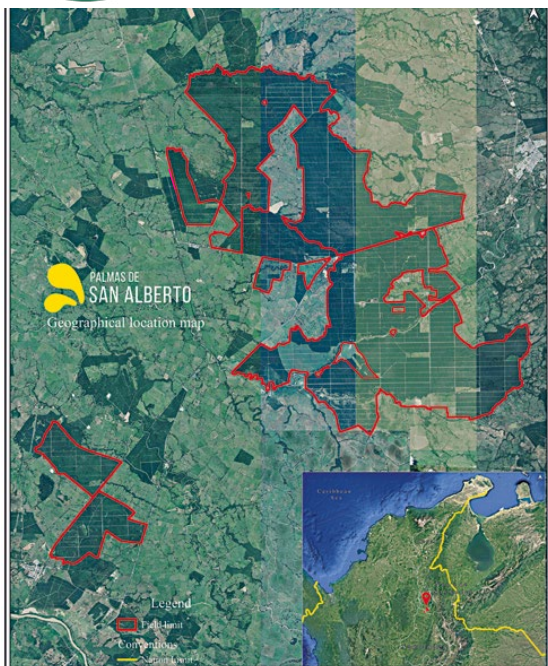 PALMAS DE
SAN ALBERTO
Geographical location map
Caribbean
Sea
Legend
Field limit
Conventions